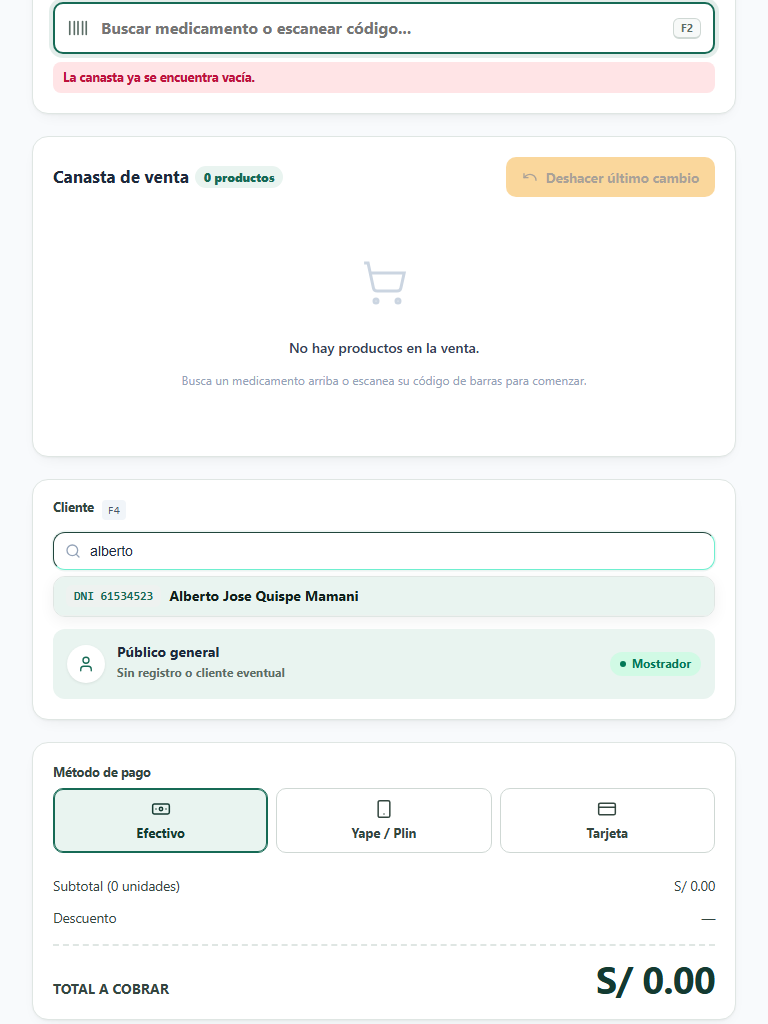 Buscar medicamento o escanear código... F2
La canasta ya se encuentra vacía.
Canasta de venta 0 productos Deshacer último cambio
No hay productos en la venta.
Busca un medicamento arriba o escanea su código de barras para comenzar.
Cliente F4
alberto
DNI 61534523 Alberto Jose Quispe Mamani
Público general
Sin registro o cliente eventual
Mostrador
Método de pago
Efectivo Yape / Plin Tarjeta
Subtotal (0 unidades) S/ 0.00
Descuento —
TOTAL A COBRAR S/ 0.00